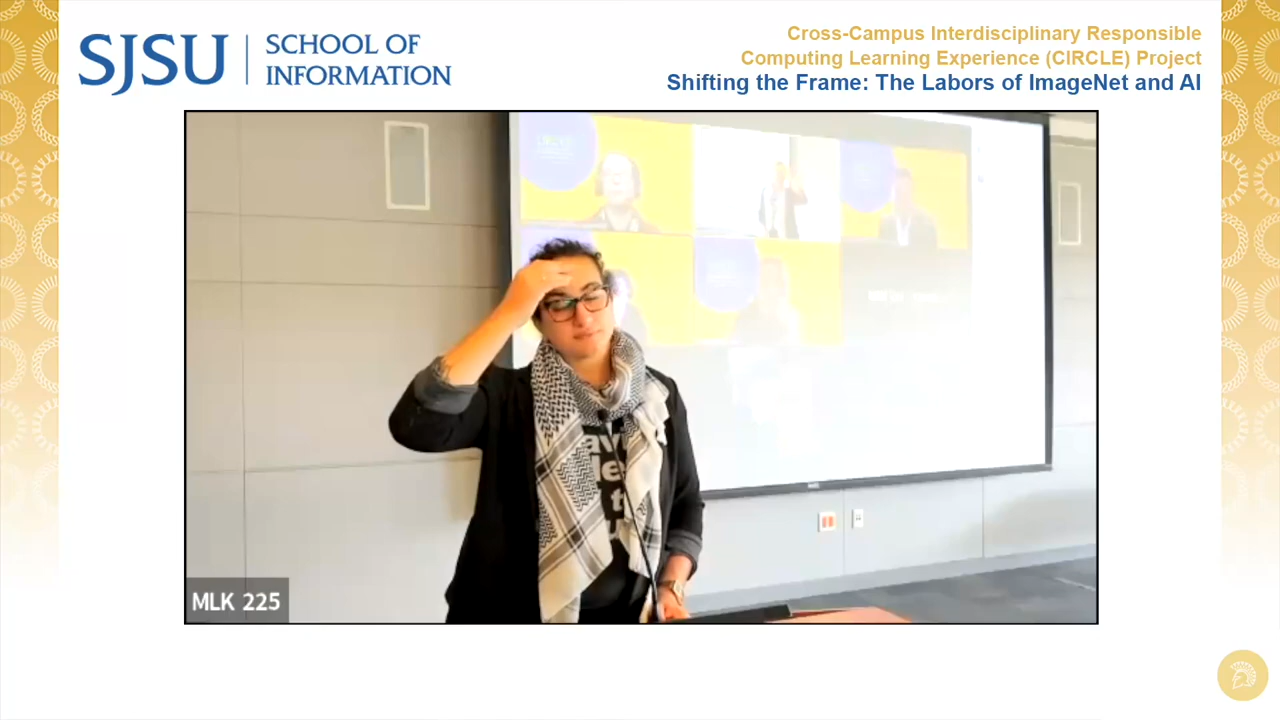 SJSU
SCHOOL OF
INFORMATION
Cross-Campus Interdisciplinary Responsible
Computing Learning Experience (CIRCLE) Project
Shifting the Frame: The Labors of ImageNet and AI
MLK 225